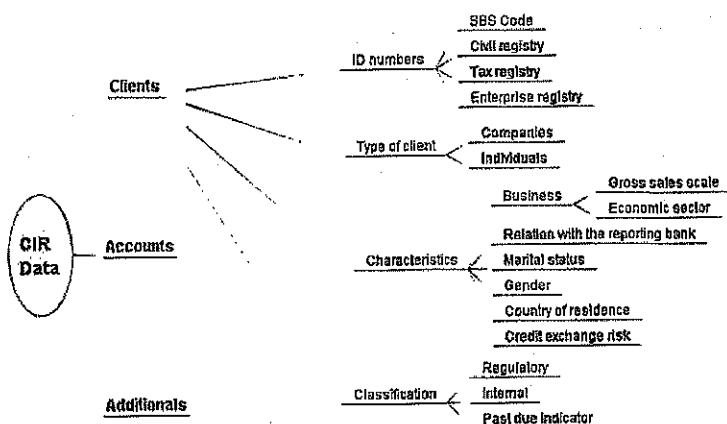 SBS Code
ID numbers
Civil registry
Tax registry
Enterprise registry
Clients
Type of client
Companies
Individuals
Business
Gross sales scale
Economic sector
CIR
Data
Accounts
Characteristics
Relation with the reporting bank
Marital status
Gender
Country of residence
Credit exchange risk
Additionals
Classification
Regulatory
Internal
Past due indicator